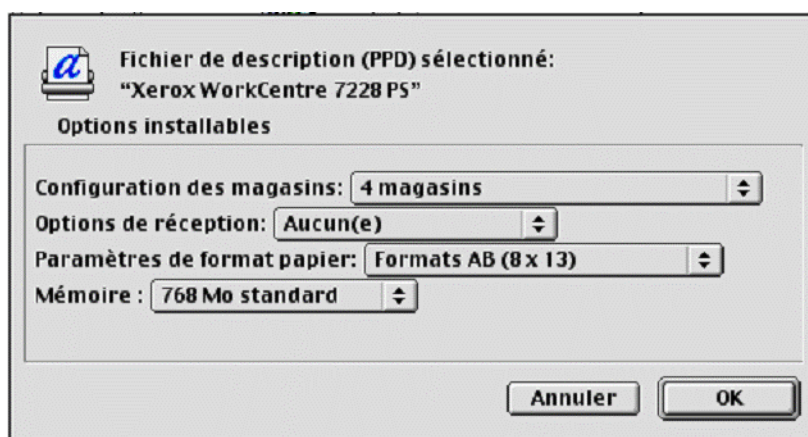 Fichier de description (PPD) sélectionné:
“Xerox WorkCentre 7228 PS”
Options installables
Configuration des magasins: 4 magasins
Options de réception: Aucun(e)
Paramètres de format papier: Formats AB (8 x 13)
Mémoire : 768 Mo standard
Annuler OK